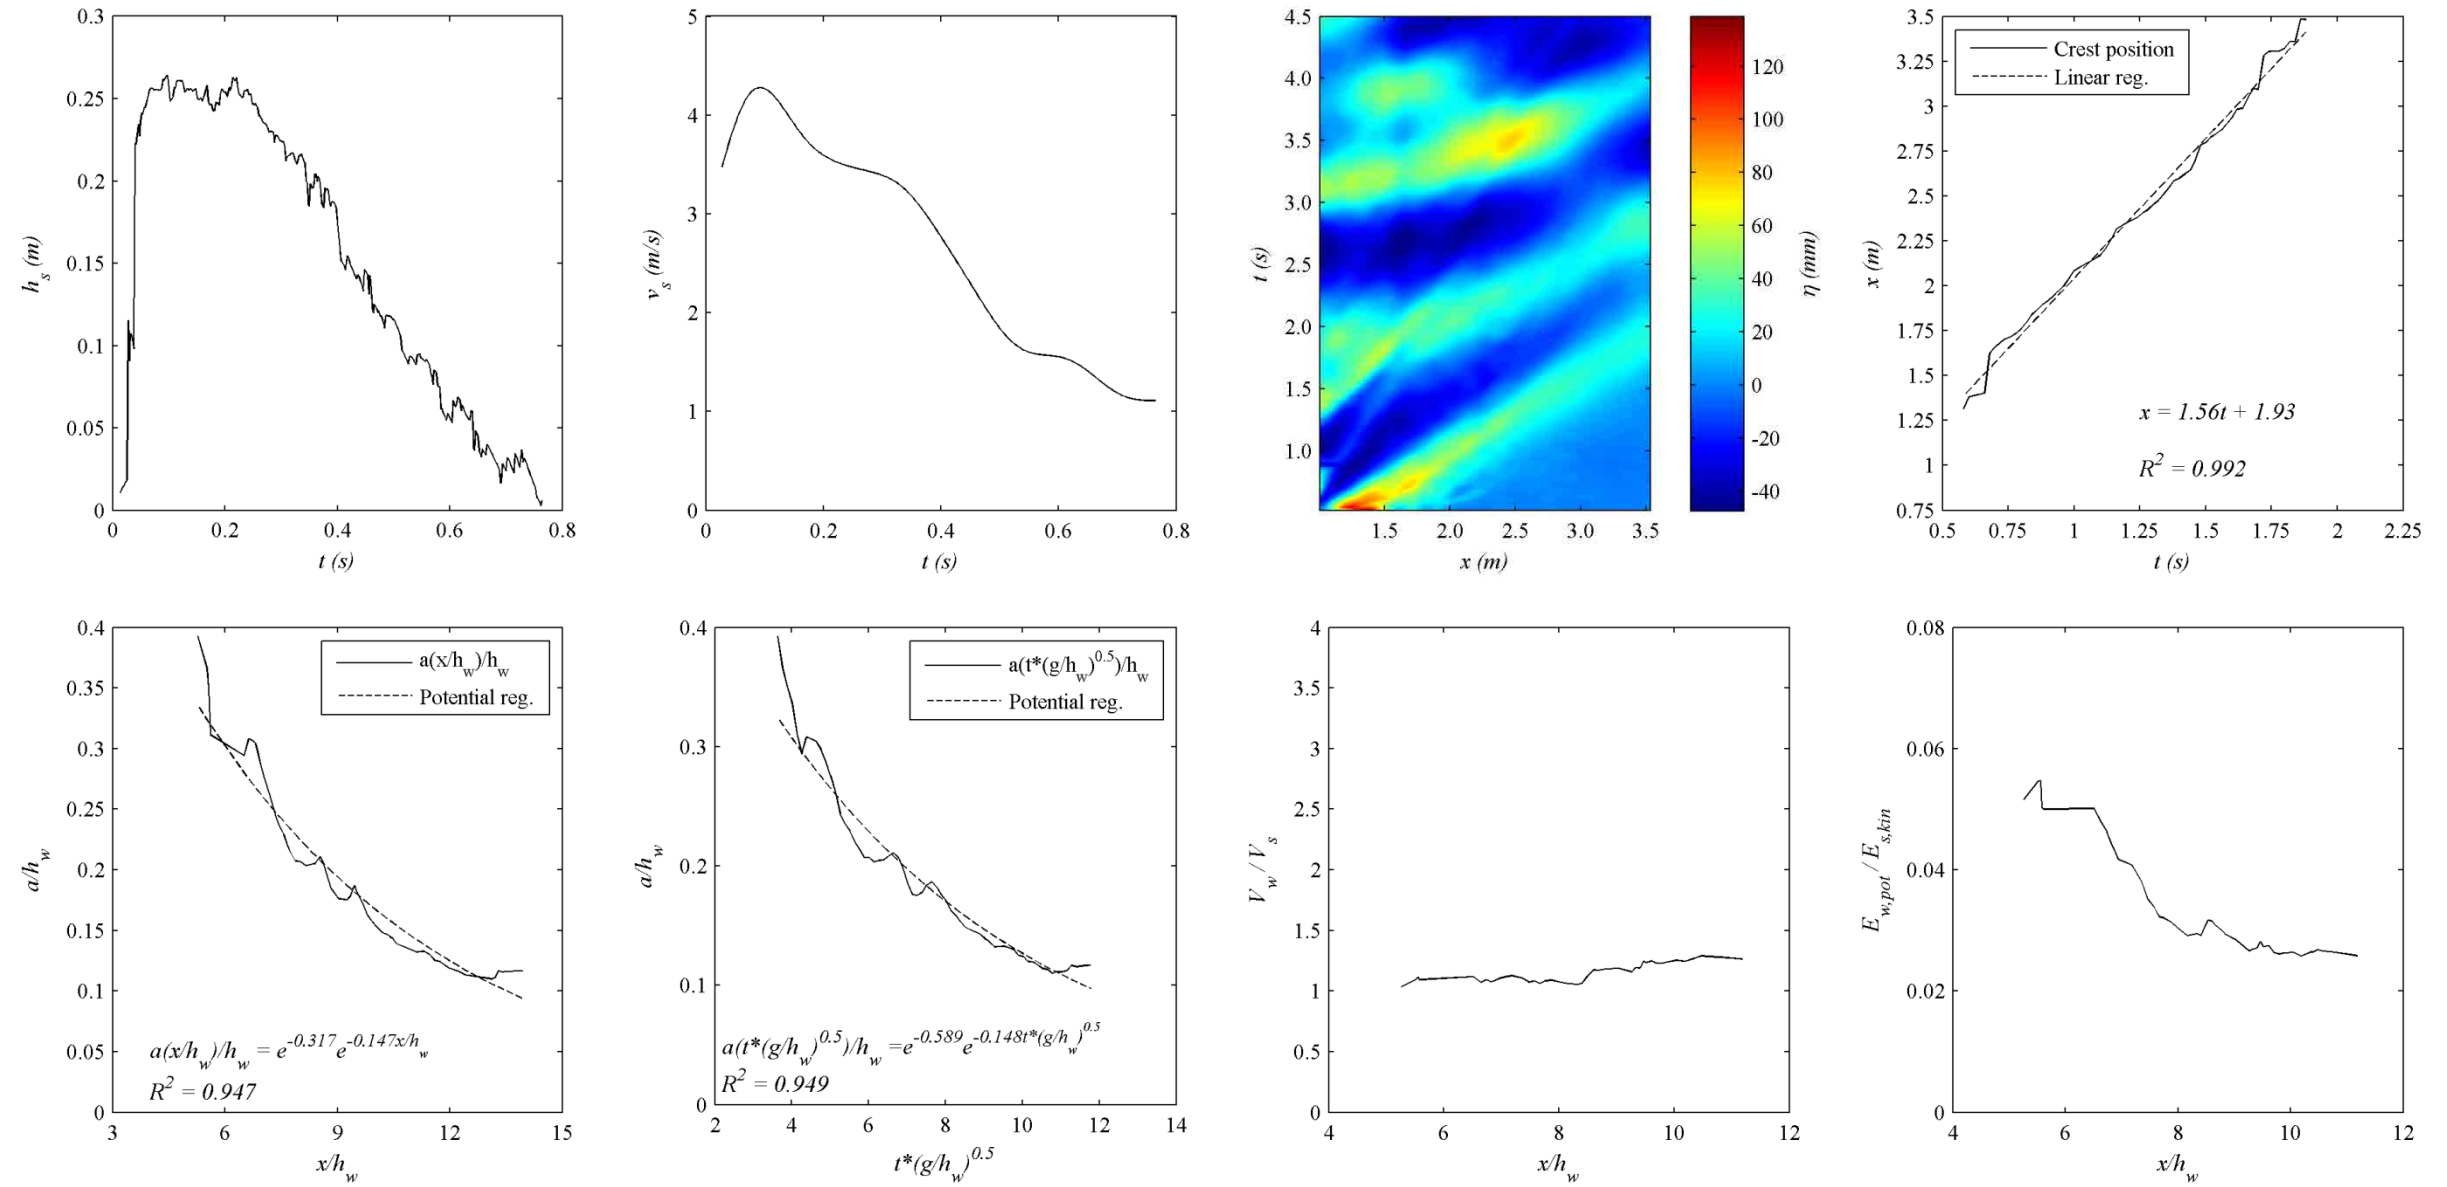 0.3
0.25
0.2
0.15
0.1
0.05
0
0 0.2 0.4 0.6 0.8
h_s (m)
t (s)
5
4
3
2
1
0
0 0.2 0.4 0.6 0.8
v_s (m/s)
t (s)
4.5
4.0
3.5
3.0
2.5
2.0
1.5
1.0
1.5 2.0 2.5 3.0 3.5
t (s)
x (m)
120
100
80
60
40
20
0
-20
-40
η (mm)
3.5
3.25
3
2.75
2.5
2.25
2
1.75
1.5
1.25
1
0.75
0.5 0.75 1 1.25 1.5 1.75 2 2.25
x (m)
t (s)
Crest position
Linear reg.
x = 1.56t + 1.93
R^2 = 0.992
0.4
0.35
0.3
0.25
0.2
0.15
0.1
0.05
0
3 6 9 12 15
a/h_w
x/h_w
a(x/h_w)/h_w
Potential reg.
a(x/h_w)/h_w = e^-0.317 e^-0.147x/h_w
R^2 = 0.947
0.4
0.3
0.2
0.1
0
2 4 6 8 10 12 14
a/h_w
t*(g/h_w)^0.5
a(t*(g/h_w)^0.5)/h_w
Potential reg.
a(t*(g/h_w)^0.5)/h_w =e^-0.589 e^-0.148t*(g/h_w)^0.5
R^2 = 0.949
4
3.5
3
2.5
2
1.5
1
0.5
0
4 6 8 10 12
V_w / V_s
x/h_w
0.08
0.06
0.04
0.02
0
4 6 8 10 12
E_w,pot / E_s,kin
x/h_w